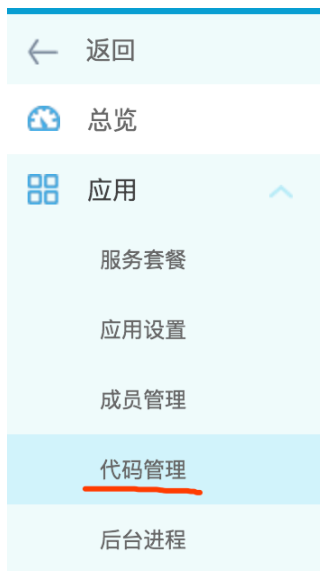 返回
总览
应用
服务套餐
应用设置
成员管理
代码管理
后台进程